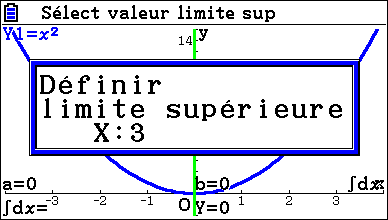 Sélect valeur limite sup
Y1=x²
14
y
Définir
limite supérieure
X:3
a=0
b=0
∫dx
-3
-2
-1
O
1
2
3
∫dx=
Y=0